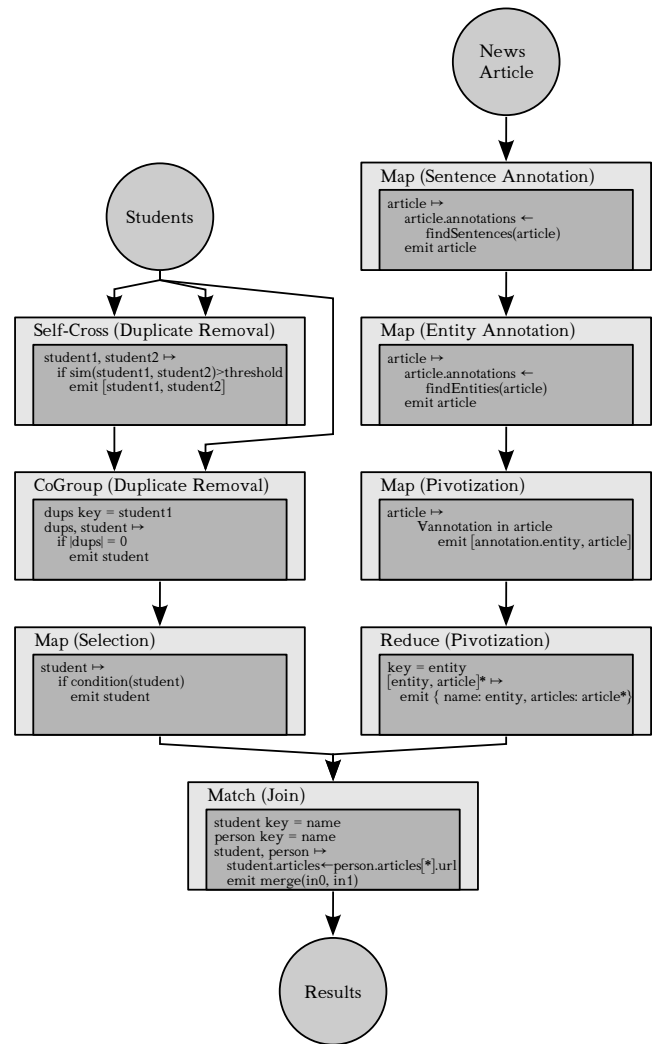 News
Article
Map (Sentence Annotation)
article ↦
article.annotations ←
findSentences(article)
emit article
Students
Self-Cross (Duplicate Removal)
student1, student2 ↦
if sim(student1, student2)>threshold
emit [student1, student2]
Map (Entity Annotation)
article ↦
article.annotations ←
findEntities(article)
emit article
CoGroup (Duplicate Removal)
dups key = student1
dups, student ↦
if |dups| = 0
emit student
Map (Pivotization)
article ↦
∀annotation in article
emit [annotation.entity, article]
Map (Selection)
student ↦
if condition(student)
emit student
Reduce (Pivotization)
key = entity
[entity, article]* ↦
emit { name: entity, articles: article*}
Match (Join)
student key = name
person key = name
student, person ↦
student.articles←person.articles[*].url
emit merge(in0, in1)
Results